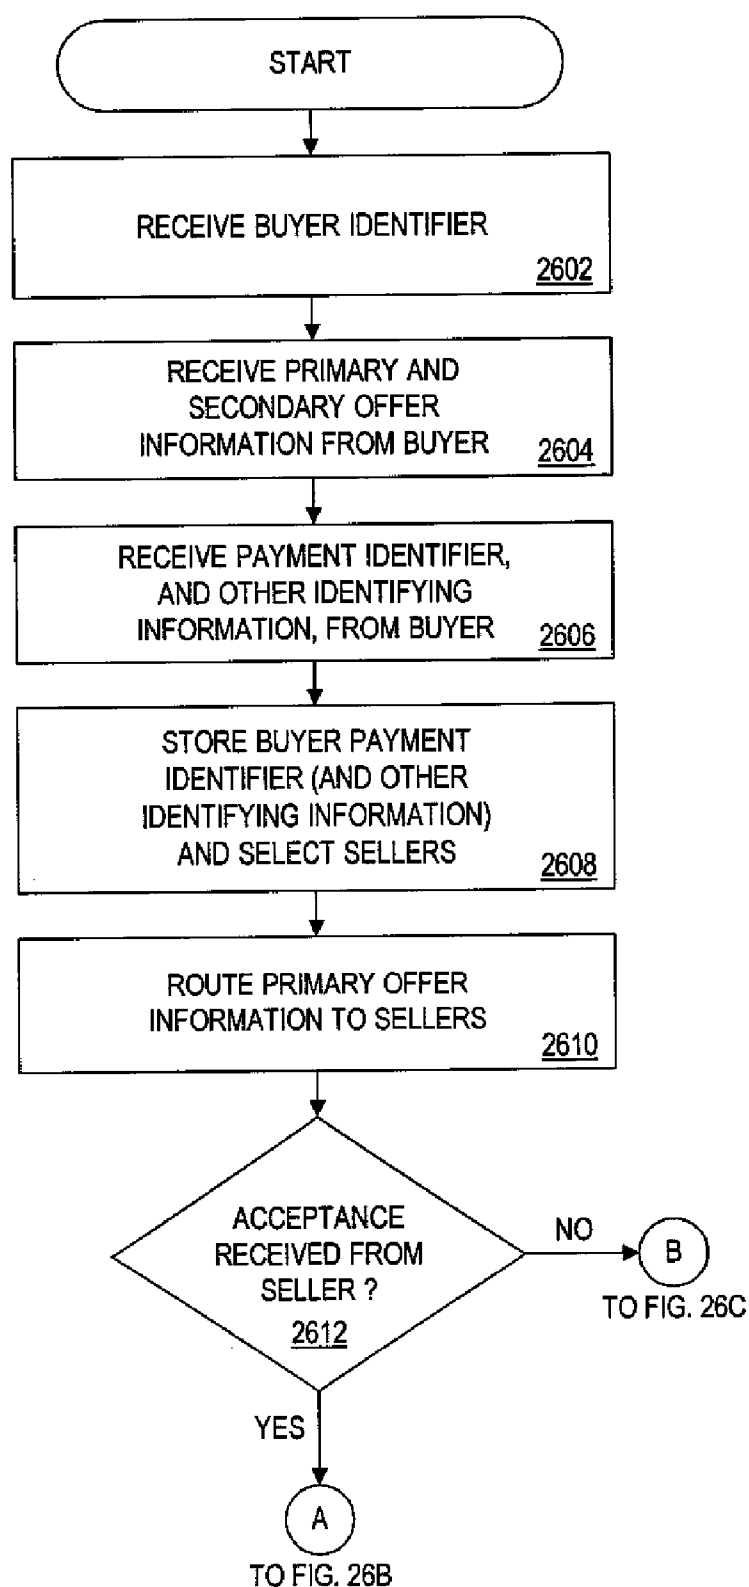 START
RECEIVE BUYER IDENTIFIER
2602
RECEIVE PRIMARY AND
SECONDARY OFFER
INFORMATION FROM BUYER
2604
RECEIVE PAYMENT IDENTIFIER,
AND OTHER IDENTIFYING
INFORMATION, FROM BUYER
2606
STORE BUYER PAYMENT
IDENTIFIER (AND OTHER
IDENTIFYING INFORMATION)
AND SELECT SELLERS
2608
ROUTE PRIMARY OFFER
INFORMATION TO SELLERS
2610
ACCEPTANCE
RECEIVED FROM
SELLER ?
2612
NO
B
TO FIG. 26C
YES
A
TO FIG. 26B